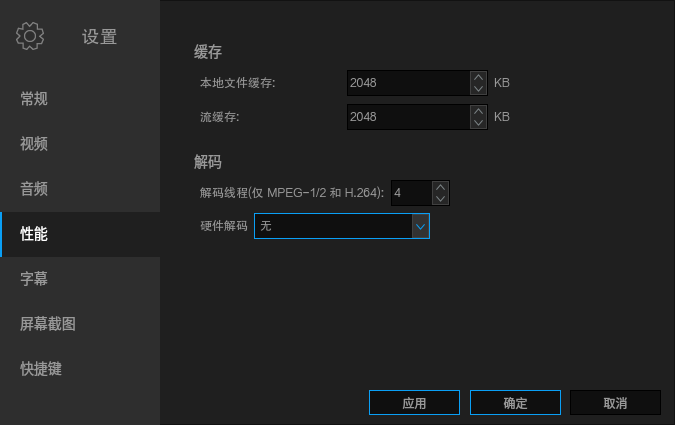 设置
常规
视频
音频
性能
字幕
屏幕截图
快捷键
缓存
本地文件缓存: 2048 KB
流缓存: 2048 KB
解码
解码线程(仅 MPEG-1/2 和 H.264): 4
硬件解码 无
应用 确定 取消